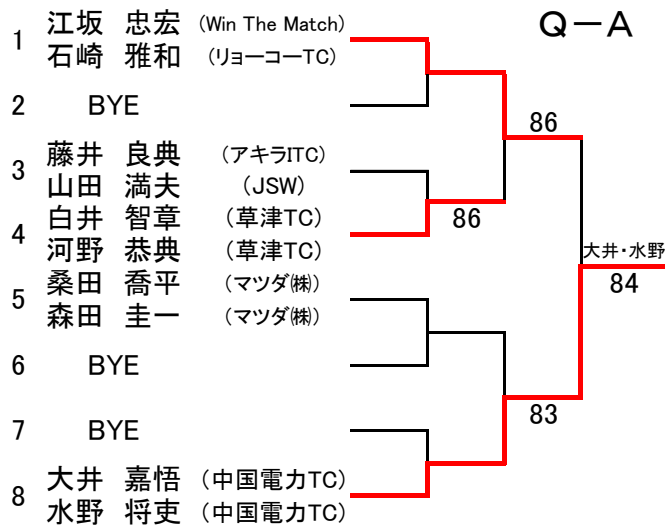 Q－A
1 江坂 忠宏 (Win The Match)
石崎 雅和 (リョーコーTC)
2 BYE
3 藤井 良典 (アキラITC)
山田 満夫 (JSW)
4 白井 智章 (草津TC)
河野 恭典 (草津TC)
5 桑田 喬平 (マツダ㈱)
森田 圭一 (マツダ㈱)
6 BYE
7 BYE
8 大井 嘉悟 (中国電力TC)
水野 将吏 (中国電力TC)
86
86
83
大井・水野
84